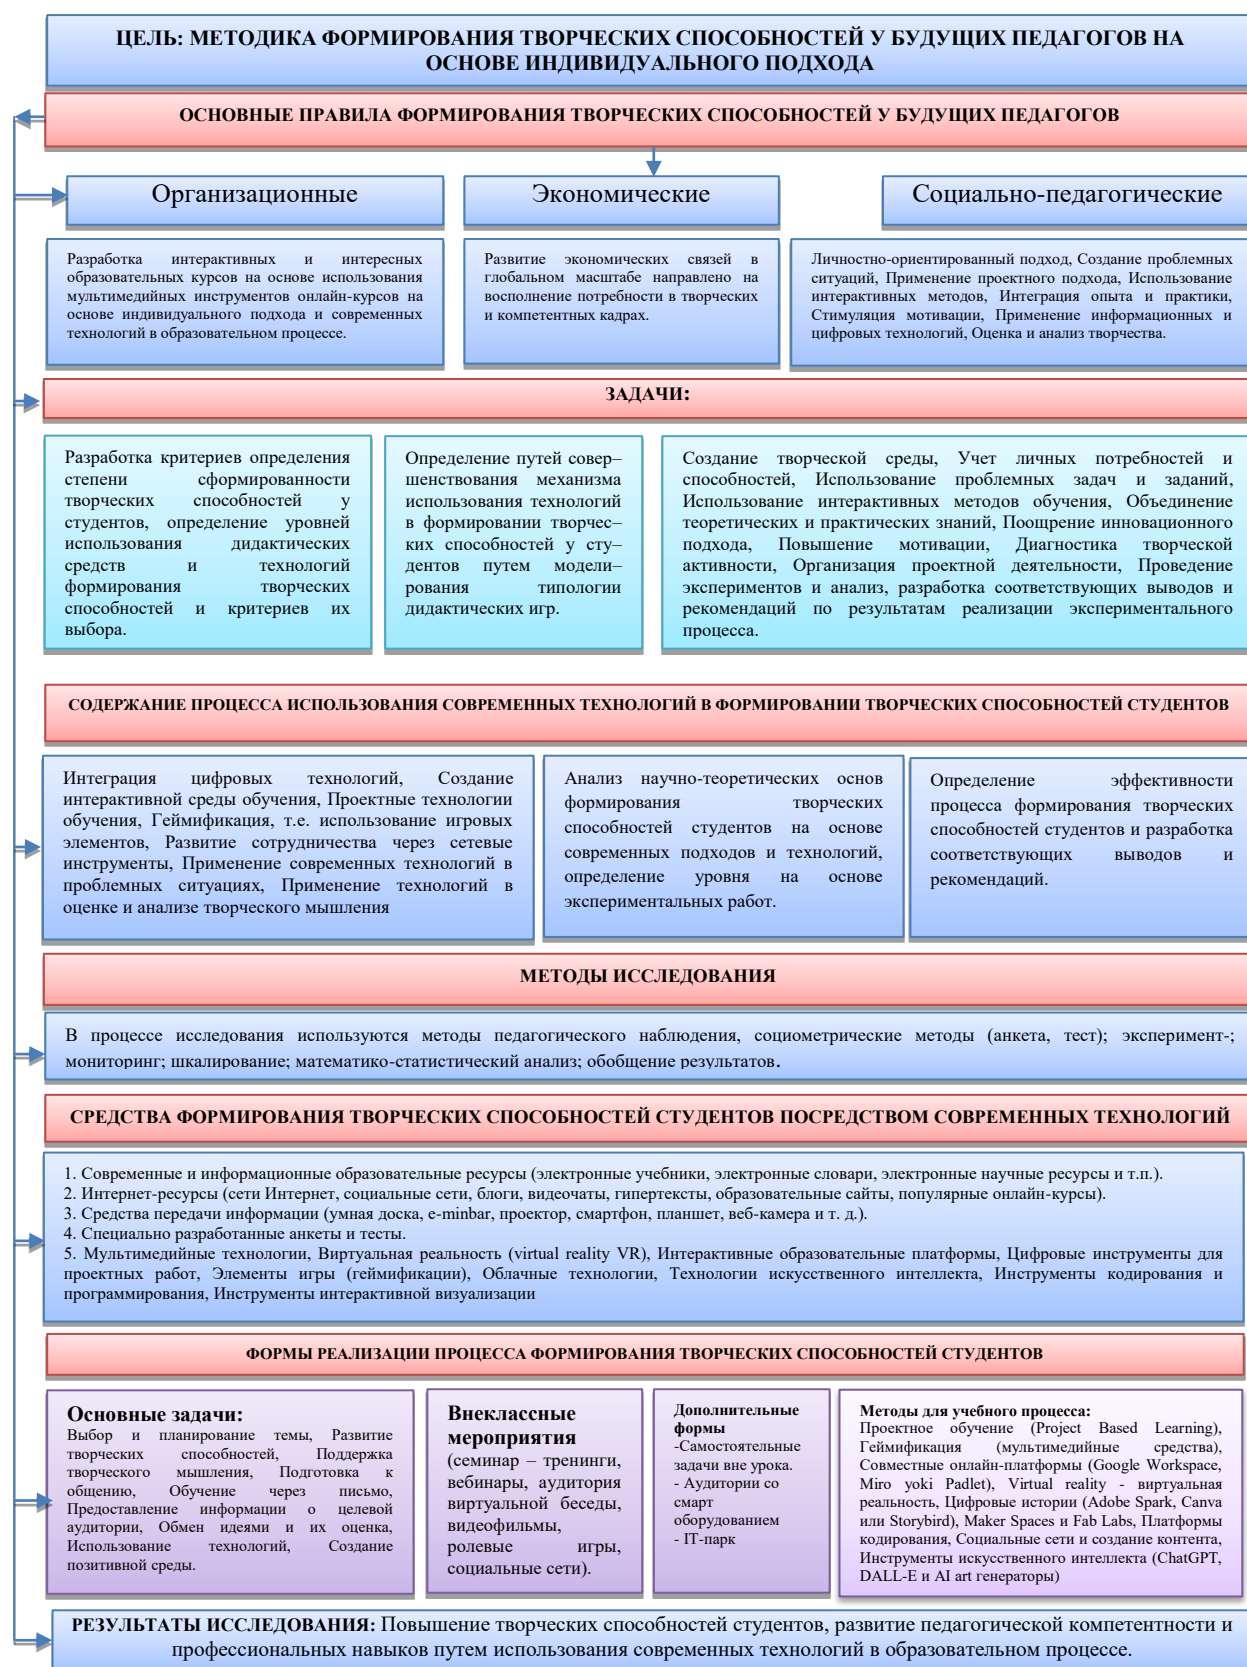 ЦЕЛЬ: МЕТОДИКА ФОРМИРОВАНИЯ ТВОРЧЕСКИХ СПОСОБНОСТЕЙ У БУДУЩИХ ПЕДАГОГОВ НА
ОСНОВЕ ИНДИВИДУАЛЬНОГО ПОДХОДА
ОСНОВНЫЕ ПРАВИЛА ФОРМИРОВАНИЯ ТВОРЧЕСКИХ СПОСОБНОСТЕЙ У БУДУЩИХ ПЕДАГОГОВ
Организационные
Экономические
Социально-педагогические
Разработка интерактивных и интересных
образовательных курсов на основе использования
мультимедийных инструментов онлайн-курсов на
основе индивидуального подхода и современных
технологий в образовательном процессе.
Развитие экономических связей в
глобальном масштабе направлено на
восполнение потребности в творческих
и компетентных кадрах.
Личностно-ориентированный подход, Создание проблемных
ситуаций, Применение проектного подхода, Использование
интерактивных методов, Интеграция опыта и практики,
Стимуляция мотивации, Применение информационных и
цифровых технологий, Оценка и анализ творчества.
ЗАДАЧИ:
Разработка критериев определения
степени сформированности
творческих способностей у
студентов, определение уровней
использования дидактических
средств и технологий
формирования творческих
способностей и критериев их
выбора.
Определение путей совер–
шенствования механизма
использования технологий
в формировании творчес–
ких способностей у сту–
дентов путем модели–
рования типологии
дидактических игр.
Создание творческой среды, Учет личных потребностей и
способностей, Использование проблемных задач и заданий,
Использование интерактивных методов обучения, Объединение
теоретических и практических знаний, Поощрение инновационного
подхода, Повышение мотивации, Диагностика творческой
активности, Организация проектной деятельности, Проведение
экспериментов и анализ, разработка соответствующих выводов и
рекомендаций по результатам реализации экспериментального
процесса.
СОДЕРЖАНИЕ ПРОЦЕССА ИСПОЛЬЗОВАНИЯ СОВРЕМЕННЫХ ТЕХНОЛОГИЙ В ФОРМИРОВАНИИ ТВОРЧЕСКИХ СПОСОБНОСТЕЙ СТУДЕНТОВ
Интеграция цифровых технологий, Создание
интерактивной среды обучения, Проектные технологии
обучения, Геймификация, т.е. использование игровых
элементов, Развитие сотрудничества через сетевые
инструменты, Применение современных технологий в
проблемных ситуациях, Применение технологий в
оценке и анализе творческого мышления
Анализ научно-теоретических основ
формирования творческих
способностей студентов на основе
современных подходов и технологий,
определение уровня на основе
экспериментальных работ.
Определение эффективности
процесса формирования творческих
способностей студентов и разработка
соответствующих выводов и
рекомендаций.
МЕТОДЫ ИССЛЕДОВАНИЯ
В процессе исследования используются методы педагогического наблюдения, социометрические методы (анкета, тест); эксперимент-;
мониторинг; шкалирование; математико-статистический анализ; обобщение результатов.
СРЕДСТВА ФОРМИРОВАНИЯ ТВОРЧЕСКИХ СПОСОБНОСТЕЙ СТУДЕНТОВ ПОСРЕДСТВОМ СОВРЕМЕННЫХ ТЕХНОЛОГИЙ
1. Современные и информационные образовательные ресурсы (электронные учебники, электронные словари, электронные научные ресурсы и т.п.).
2. Интернет-ресурсы (сети Интернет, социальные сети, блоги, видеочаты, гипертексты, образовательные сайты, популярные онлайн-курсы).
3. Средства передачи информации (умная доска, e-minbar, проектор, смартфон, планшет, веб-камера и т. д.).
4. Специально разработанные анкеты и тесты.
5. Мультимедийные технологии, Виртуальная реальность (virtual reality VR), Интерактивные образовательные платформы, Цифровые инструменты для
проектных работ, Элементы игры (геймификации), Облачные технологии, Технологии искусственного интеллекта, Инструменты кодирования и
программирования, Инструменты интерактивной визуализации
ФОРМЫ РЕАЛИЗАЦИИ ПРОЦЕССА ФОРМИРОВАНИЯ ТВОРЧЕСКИХ СПОСОБНОСТЕЙ СТУДЕНТОВ
Основные задачи:
Выбор и планирование темы, Развитие
творческих способностей, Поддержка
творческого мышления, Подготовка к
общению, Обучение через письмо,
Предоставление информации о целевой
аудитории, Обмен идеями и их оценка,
Использование технологий, Создание
позитивной среды.
Внеклассные
мероприятия
(семинар – тренинги,
вебинары, аудитория
виртуальной беседы,
видеофильмы,
ролевые игры,
социальные сети).
Дополнительные
формы
-Самостоятельные
задачи вне урока.
- Аудитории со
смарт
оборудованием
- IT-парк
Методы для учебного процесса:
Проектное обучение (Project Based Learning),
Геймификация (мультимедийные средства),
Совместные онлайн-платформы (Google Workspace,
Miro yoki Padlet), Virtual reality - виртуальная
реальность, Цифровые истории (Adobe Spark, Canva
или Storybird), Maker Spaces и Fab Labs, Платформы
кодирования, Социальные сети и создание контента,
Инструменты искусственного интеллекта (ChatGPT,
DALL-E и AI art генераторы)
РЕЗУЛЬТАТЫ ИССЛЕДОВАНИЯ: Повышение творческих способностей студентов, развитие педагогической компетентности и
профессиональных навыков путем использования современных технологий в образовательном процессе.